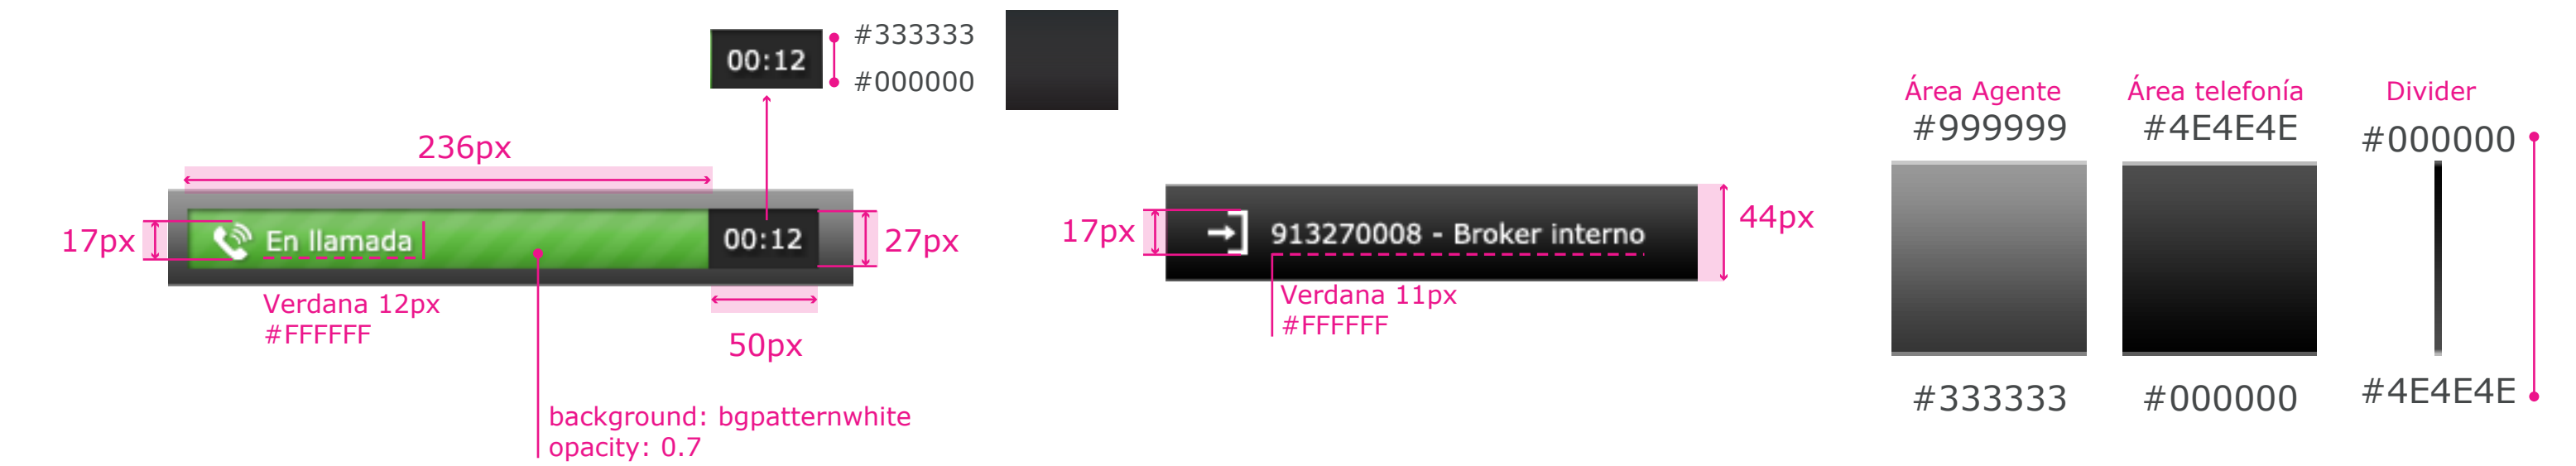 00:12
#333333
#000000
236px
17px
En llamada
00:12
27px
Verdana 12px
#FFFFFF
50px
background: bgpatternwhite
opacity: 0.7
17px
913270008 - Broker interno
44px
Verdana 11px
#FFFFFF
Área Agente
#999999
#333333
Área telefonía
#4E4E4E
#000000
Divider
#000000
#4E4E4E